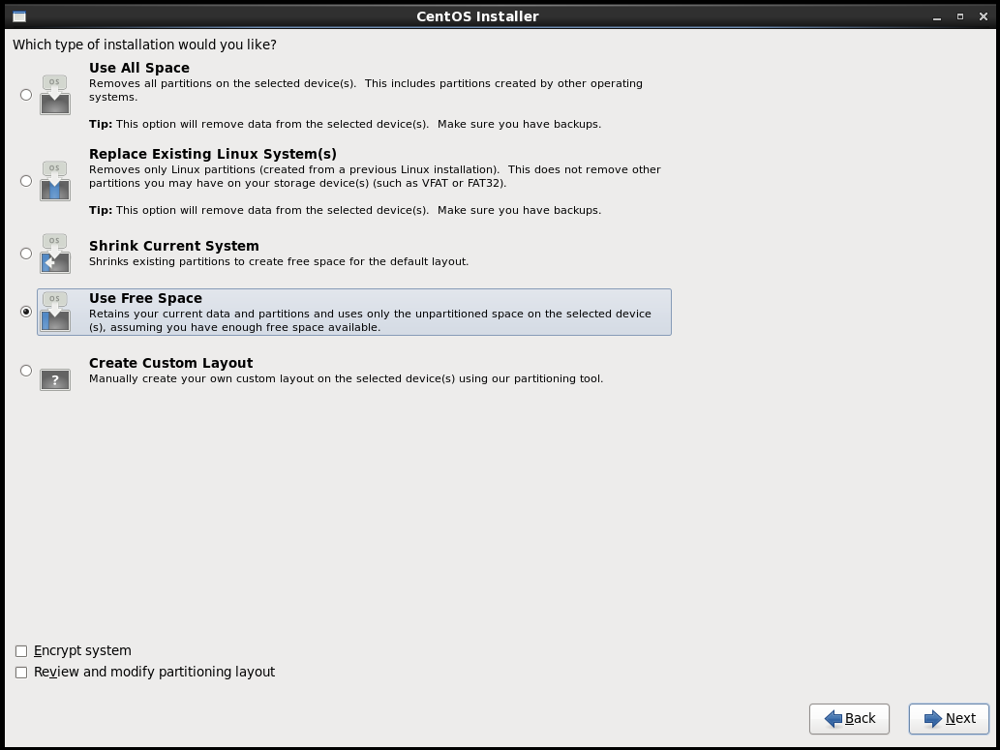 CentOS Installer
Which type of installation would you like?
Use All Space
os
Removes all partitions on the selected device(s).  This includes partitions created by other operating
systems.
Tip: This option will remove data from the selected device(s).  Make sure you have backups.
Replace Existing Linux System(s)
os
Removes only Linux partitions (created from a previous Linux installation).  This does not remove other
partitions you may have on your storage device(s) (such as VFAT or FAT32).
Tip: This option will remove data from the selected device(s).  Make sure you have backups.
os
Shrink Current System
Shrinks existing partitions to create free space for the default layout.
os
Use Free Space
Retains your current data and partitions and uses only the unpartitioned space on the selected device
(s), assuming you have enough free space available.
Create Custom Layout
?
Manually create your own custom layout on the selected device(s) using our partitioning tool.
Encrypt system
Review and modify partitioning layout
Back
Next